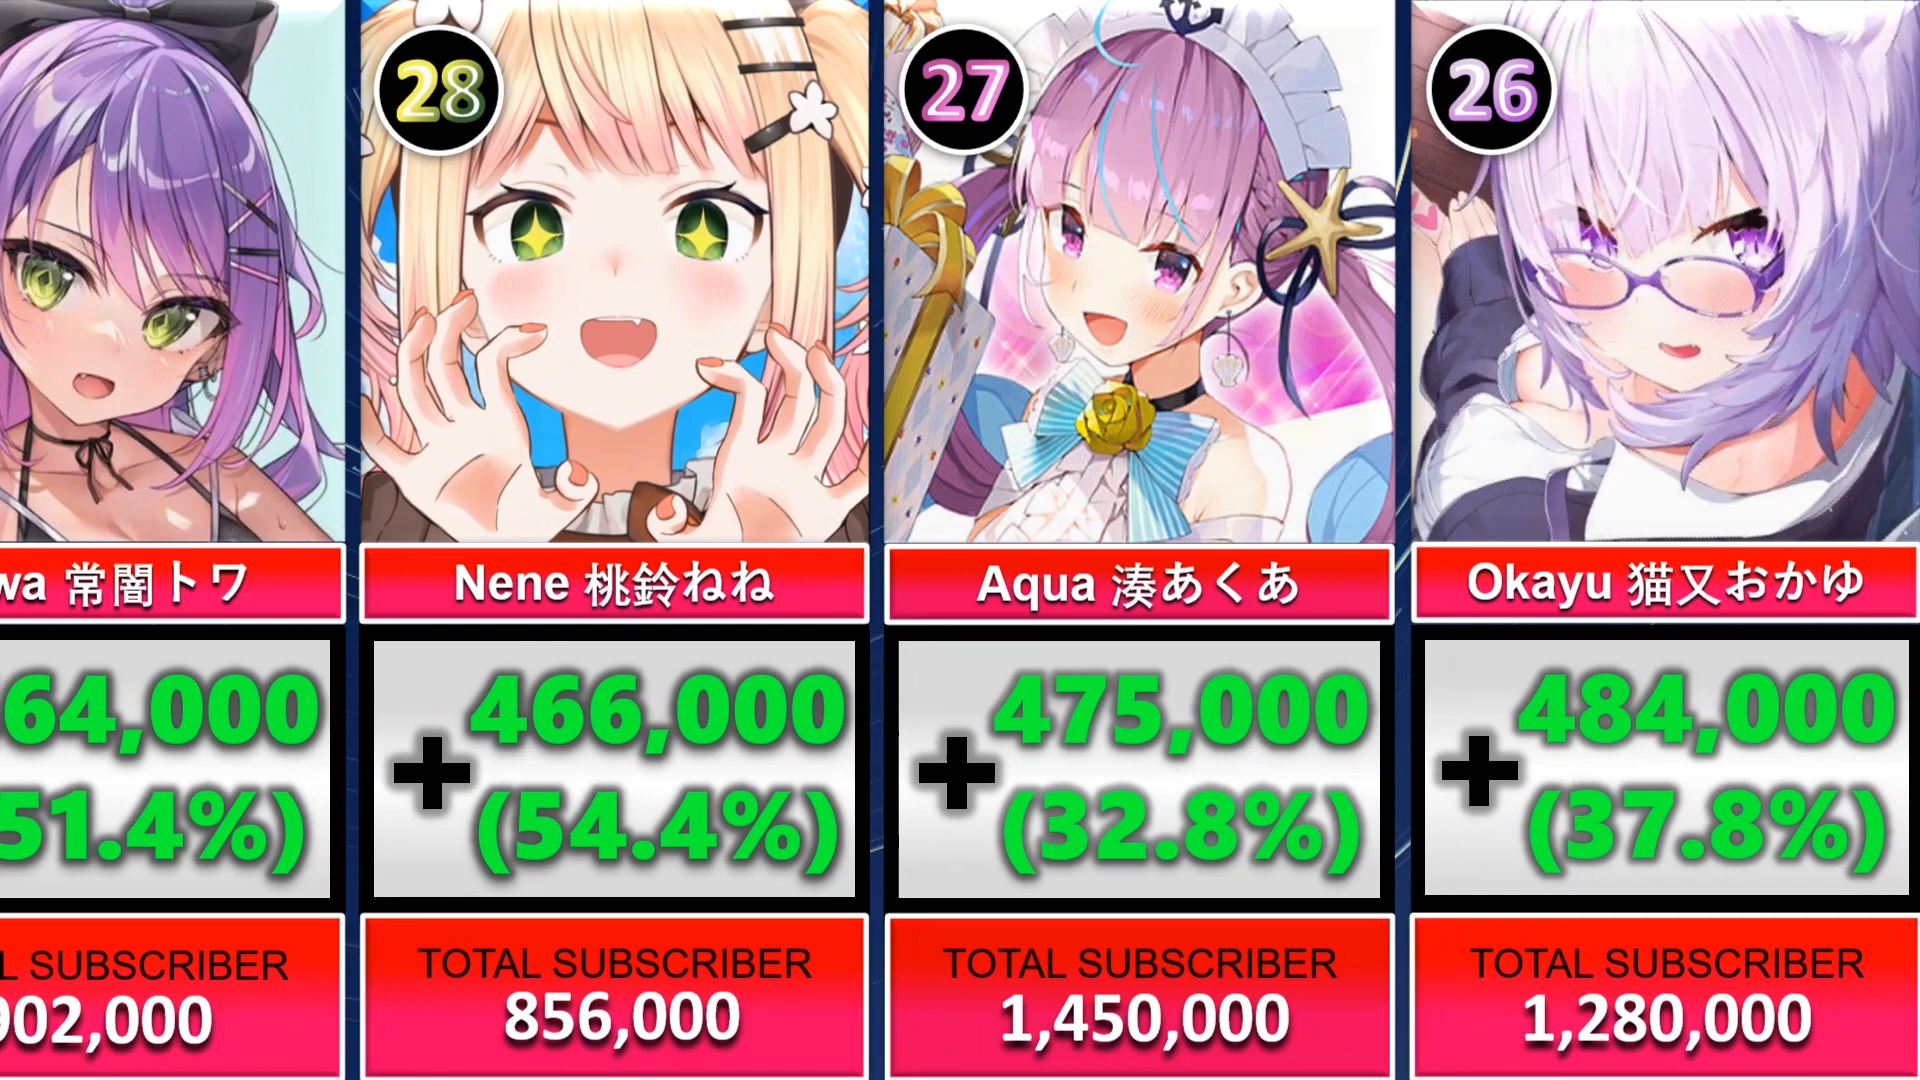 wa 常闇トワ
64,000
51.4%)
L SUBSCRIBER
902,000
28
Nene 桃鈴ねね
+ 466,000
(54.4%)
TOTAL SUBSCRIBER
856,000
27
Aqua 湊あくあ
+ 475,000
(32.8%)
TOTAL SUBSCRIBER
1,450,000
26
Okayu 猫又おかゆ
+ 484,000
(37.8%)
TOTAL SUBSCRIBER
1,280,000